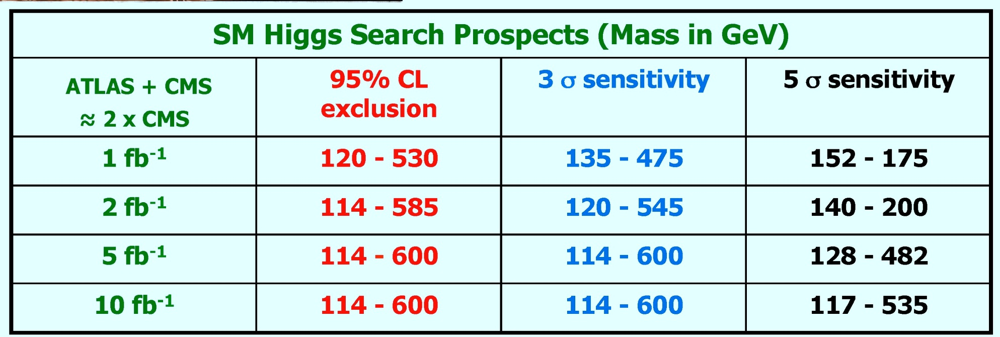 SM Higgs Search Prospects (Mass in GeV)
ATLAS + CMS
≈ 2 x CMS
95% CL
exclusion
3 σ sensitivity
5 σ sensitivity
1 fb⁻¹ 120 - 530 135 - 475 152 - 175
2 fb⁻¹ 114 - 585 120 - 545 140 - 200
5 fb⁻¹ 114 - 600 114 - 600 128 - 482
10 fb⁻¹ 114 - 600 114 - 600 117 - 535